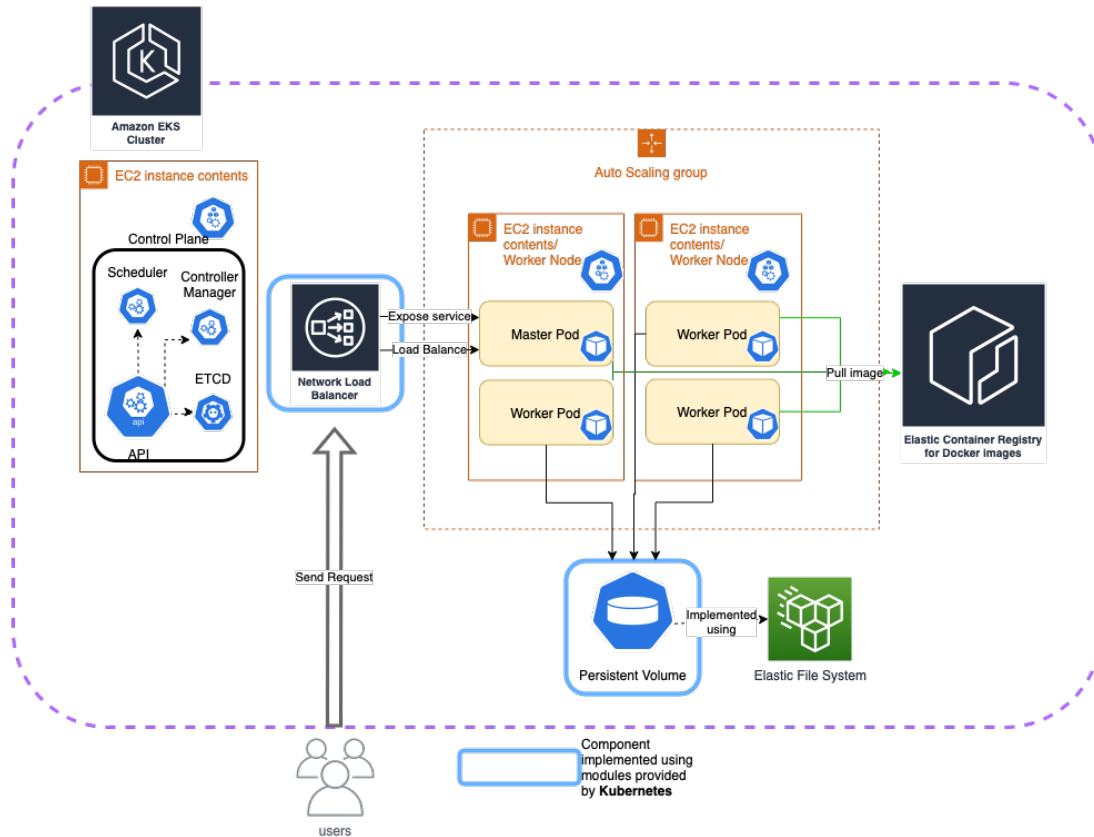 Amazon EKS
Cluster
EC2 instance contents
Control Plane
Scheduler
Controller
Manager
ETCD
api
API
Network Load
Balancer
Expose service
Load Balance
Auto Scaling group
EC2 instance
contents/
Worker Node
EC2 instance
contents/
Worker Node
Master Pod
Worker Pod
Worker Pod
Worker Pod
Pull image
Elastic Container Registry
for Docker images
Send Request
Persistent Volume
Implemented
using
Elastic File System
users
Component
implemented using
modules provided
by Kubernetes